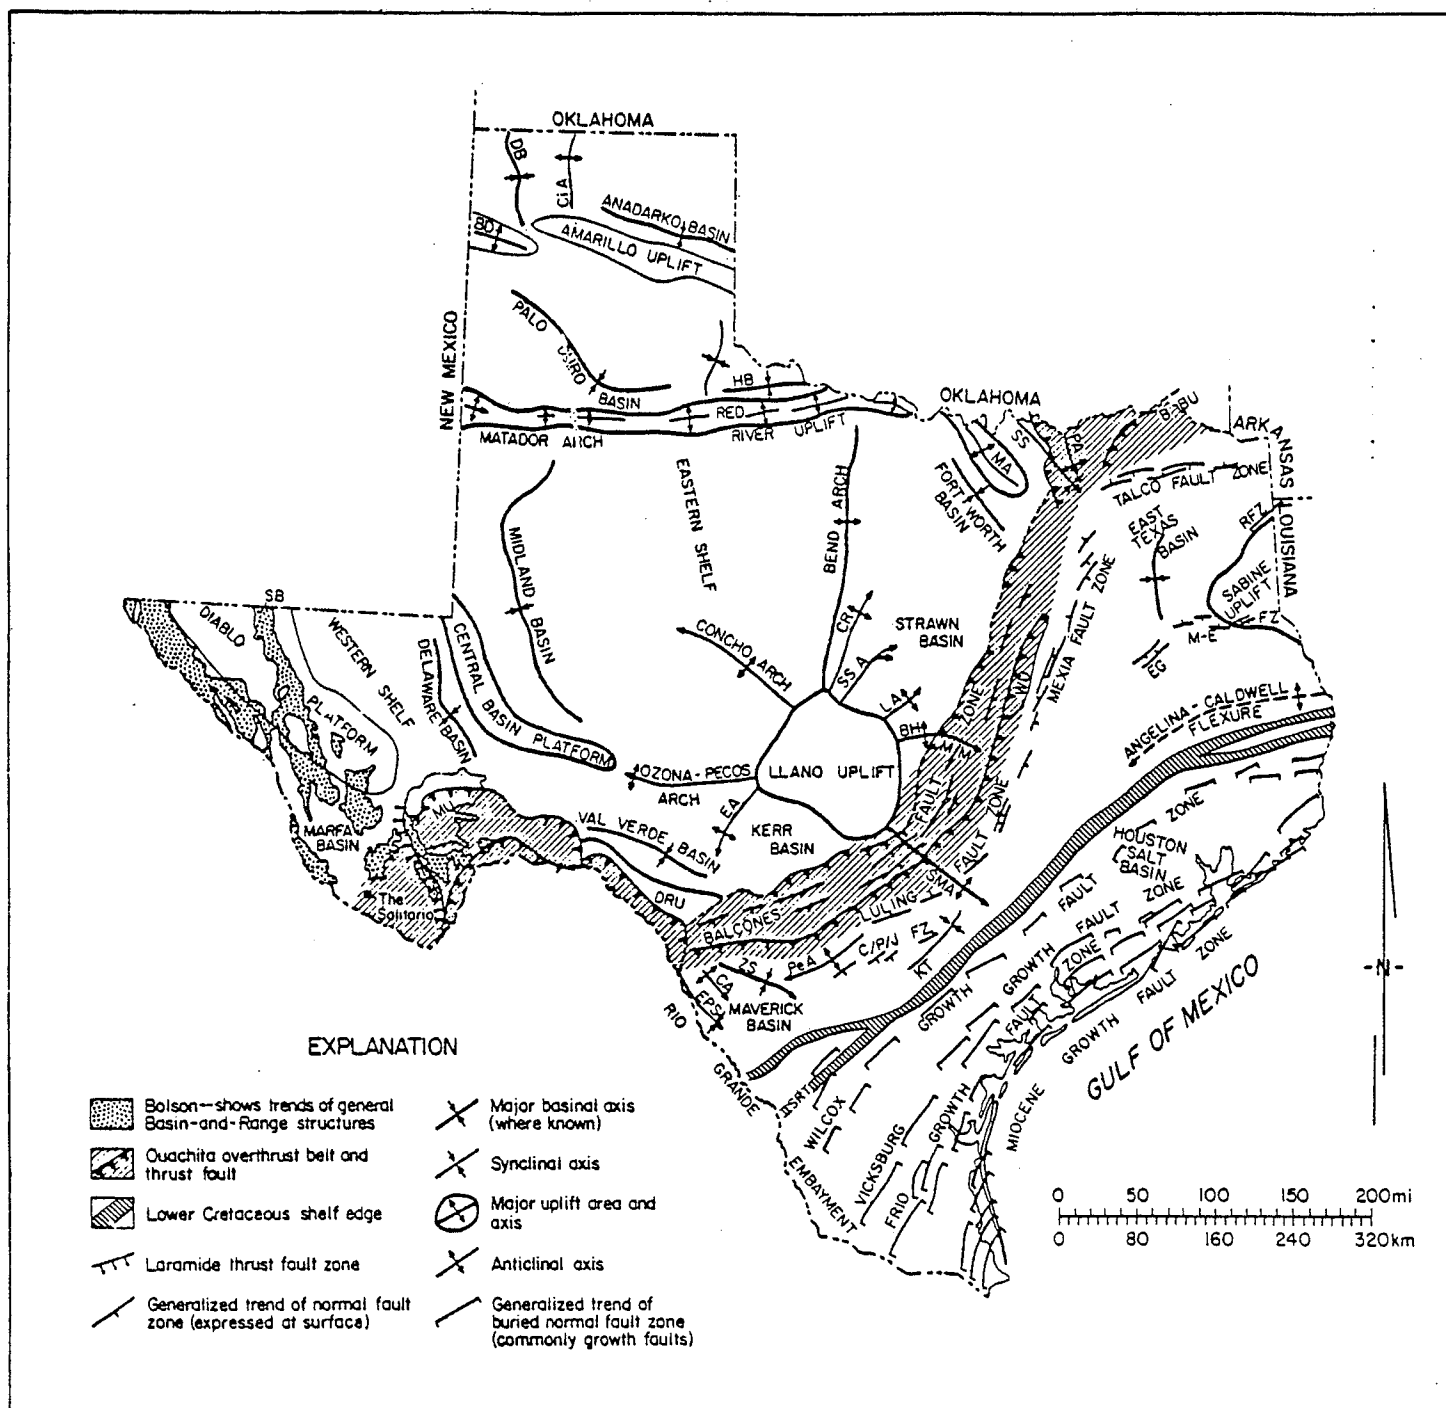 OKLAHOMA
DB
CiA
ANADARKO BASIN
BD
AMARILLO UPLIFT
NEW MEXICO
PALO
DURO
BASIN
HB
RED
RIVER UPLIFT
MATADOR ARCH
OKLAHOMA
SS
MA
PA
B-BU
ARKANSAS
LOUISIANA
TALCO FAULT ZONE
FORT WORTH
BASIN
EASTERN SHELF
BEND ARCH
EAST
TEXAS
BASIN
RFZ
SABINE
UPLIFT
MIDLAND BASIN
MEXIA FAULT ZONE
M-E FZ
EG
SB
DIABLO
PLATFORM
WESTERN SHELF
DELAWARE BASIN
CENTRAL BASIN PLATFORM
CONCHO ARCH
CR
SSA
STRAWN
BASIN
WO
LA
BH
LM
ZONE
ANGELINA-CALDWELL
FLEXURE
OZONA-PECOS
ARCH
LLANO UPLIFT
EA
KERR
BASIN
FAULT
VAL VERDE BASIN
MU
MARFA
BASIN
The
Solitario
DRU
BALCONES
LULING FAULT ZONE
SMA
ZONE
HOUSTON
SALT
BASIN
FAULT
ZONE
FAULT
ZONE
ZONE
C/P/J FZ
PeA
ZS
CA
EPS
KT
MAVERICK
BASIN
GROWTH
GROWTH
FAULT
GROWTH FAULT
RIO
GRANDE
GULF OF MEXICO
-N-
SRT
WILCOX
EMBAYMENT
VICKSBURG
FRIO
GROWTH
MIOCENE
EXPLANATION
Bolson—shows trends of general
Basin-and-Range structures
Ouachita overthrust belt and
thrust fault
Lower Cretaceous shelf edge
Laramide thrust fault zone
Generalized trend of normal fault
zone (expressed at surface)
Major basinal axis
(where known)
Synclinal axis
Major uplift area and
axis
Anticlinal axis
Generalized trend of
buried normal fault zone
(commonly growth faults)
0 50 100 150 200mi
0 80 160 240 320km